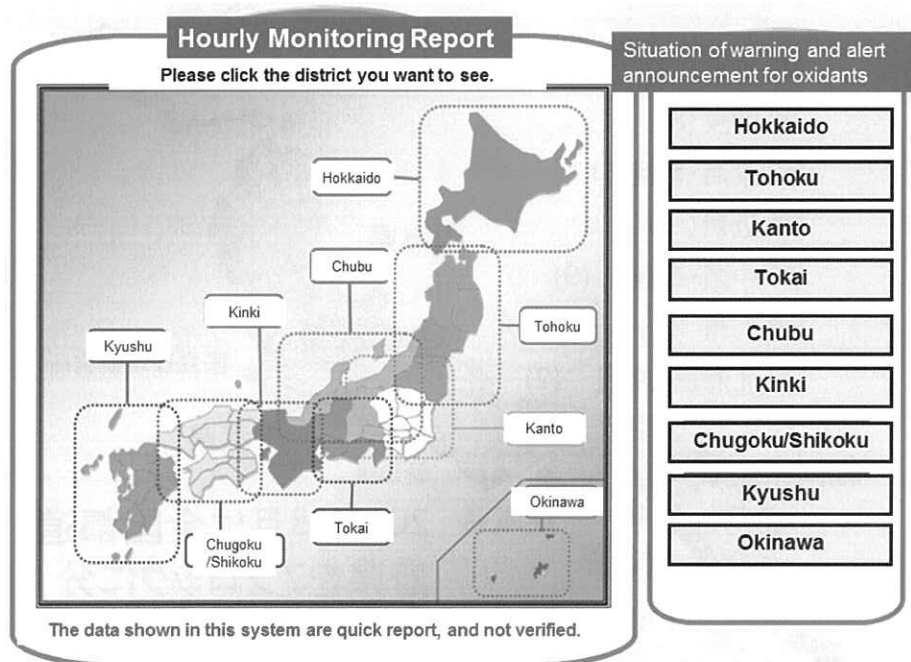 Hourly Monitoring Report
Please click the district you want to see.
Hokkaido
Chubu
Kinki
Tohoku
Kyushu
Kanto
Okinawa
Tokai
Chugoku
/Shikoku
The data shown in this system are quick report, and not verified.
Situation of warning and alert
announcement for oxidants
Hokkaido
Tohoku
Kanto
Tokai
Chubu
Kinki
Chugoku/Shikoku
Kyushu
Okinawa